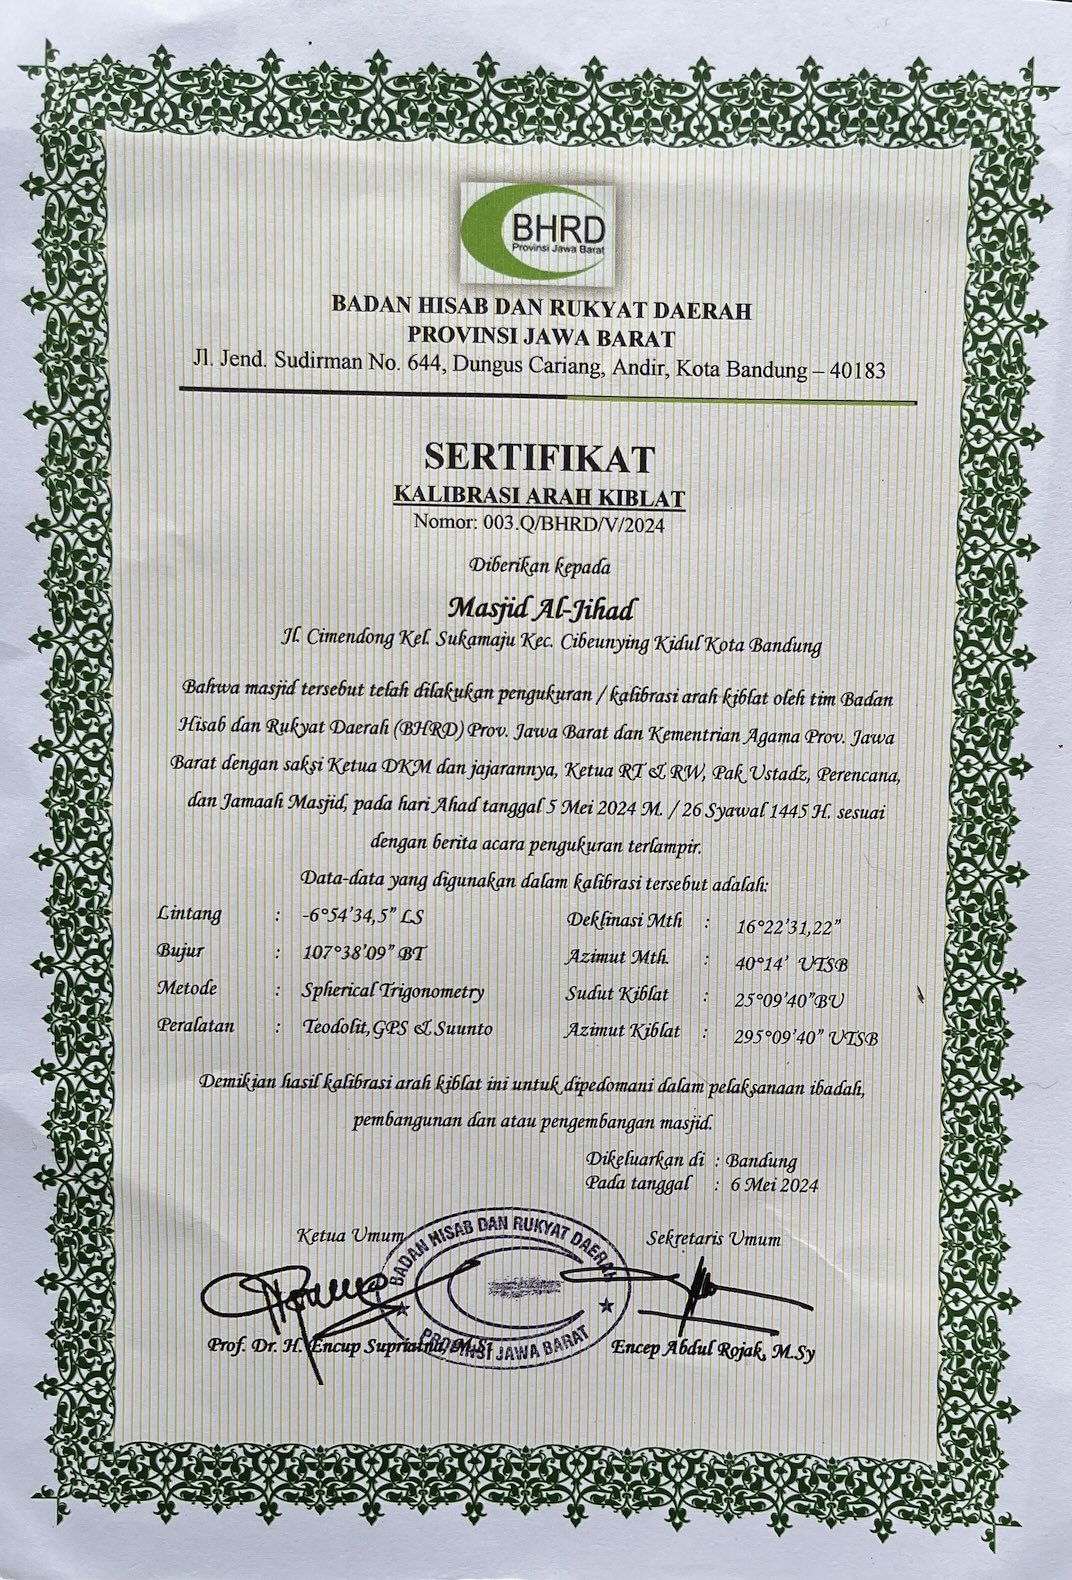 BHRD
Provinsi Jawa Barat
BADAN HISAB DAN RUKYAT DAERAH
PROVINSI JAWA BARAT
Jl. Jend. Sudirman No. 644, Dungus Cariang, Andir, Kota Bandung – 40183
SERTIFIKAT
KALIBRASI ARAH KIBLAT
Nomor: 003.Q/BHRD/V/2024
Diberikan kepada
Masjid Al-Jihad
Jl. Cimendong Kel. Sukamaju Kec. Cibeunying Kidul Kota Bandung
Bahwa masjid tersebut telah dilakukan pengukuran / kalibrasi arah kiblat oleh tim Badan
Hisab dan Rukyat Daerah (BHRD) Prov. Jawa Barat dan Kementrian Agama Prov. Jawa
Barat dengan saksi Ketua DKM dan jajarannya, Ketua RT & RW, Pak Ustadz, Perencana,
dan Jamaah Masjid, pada hari Ahad tanggal 5 Mei 2024 M. / 26 Syawal 1445 H. sesuai
dengan berita acara pengukuran terlampir.
Data-data yang digunakan dalam kalibrasi tersebut adalah:
Lintang : -6°54'34,5" LS
Bujur : 107°38'09" BT
Metode : Spherical Trigonometry
Peralatan : Teodolit, GPS & Suunto
Deklinasi Mth : 16°22'31,22"
Azimut Mth. : 40°14' UTSB
Sudut Kiblat : 25°09'40"BU
Azimut Kiblat : 295°09'40" UTSB
Demikian hasil kalibrasi arah kiblat ini untuk dipedomani dalam pelaksanaan ibadah,
pembangunan dan atau pengembangan masjid.
Dikeluarkan di : Bandung
Pada tanggal : 6 Mei 2024
Ketua Umum
Sekretaris Umum
BADAN HISAB DAN RUKYAT DAERAH
PROVINSI JAWA BARAT
Prof. Dr. H. Encup Supriatna, M.Si
Encep Abdul Rojak, M.Sy